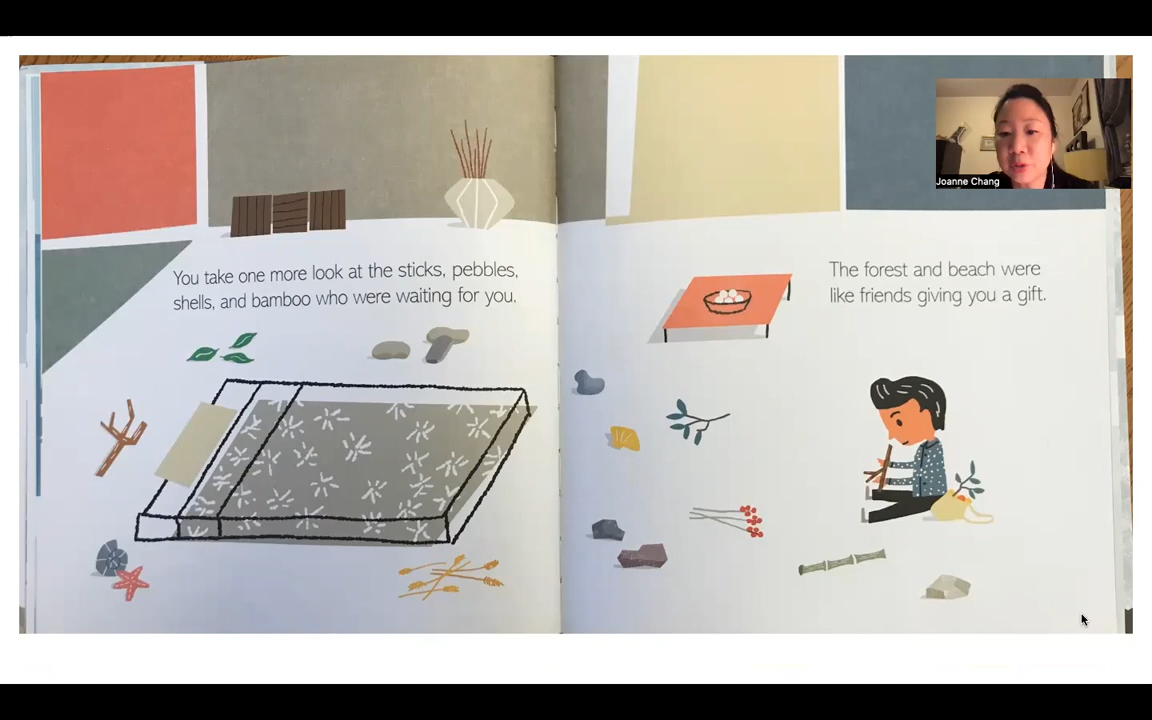 You take one more look at the sticks, pebbles,
shells, and bamboo who were waiting for you.
The forest and beach were
like friends giving you a gift.
Joanne Chang